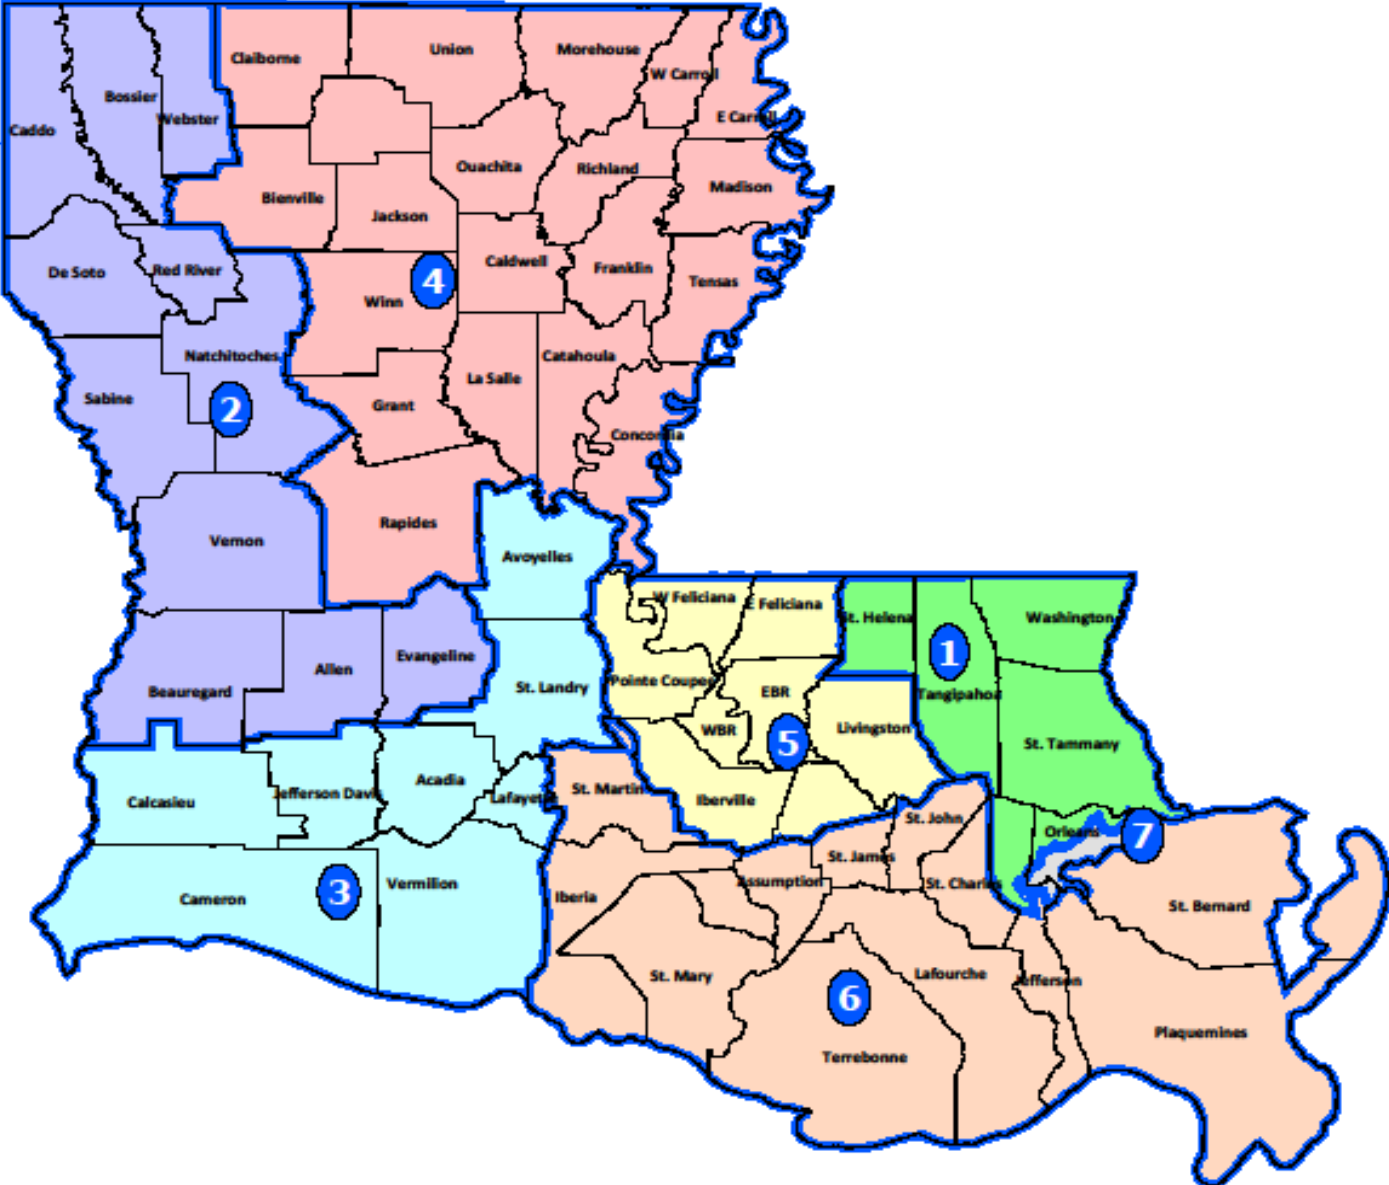 Claiborne
Union
Morehouse
W Carroll
Bossier
Webster
Caddo
E Carroll
Ouachita
Richland
Madison
Bienville
Jackson
De Soto
Red River
Caldwell
Franklin
Tensas
4
Winn
Natchitoches
Catahoula
La Salle
Sabine
2
Grant
Concordia
Rapides
Vernon
Avoyelles
W Feliciana
E Feliciana
St. Helena
Washington
1
Evangeline
Allen
Beauregard
St. Landry
Pointe Coupee
EBR
Tangipahoa
WBR
5
Livingston
St. Tammany
Acadia
Calcasieu
Jefferson Davis
Lafayette
St. Martin
Iberville
St. John
Orleans
7
St. James
Assumption
St. Charles
Cameron
3
Vermilion
Iberia
St. Bernard
St. Mary
6
Lafourche
Jefferson
Terrebonne
Plaquemines